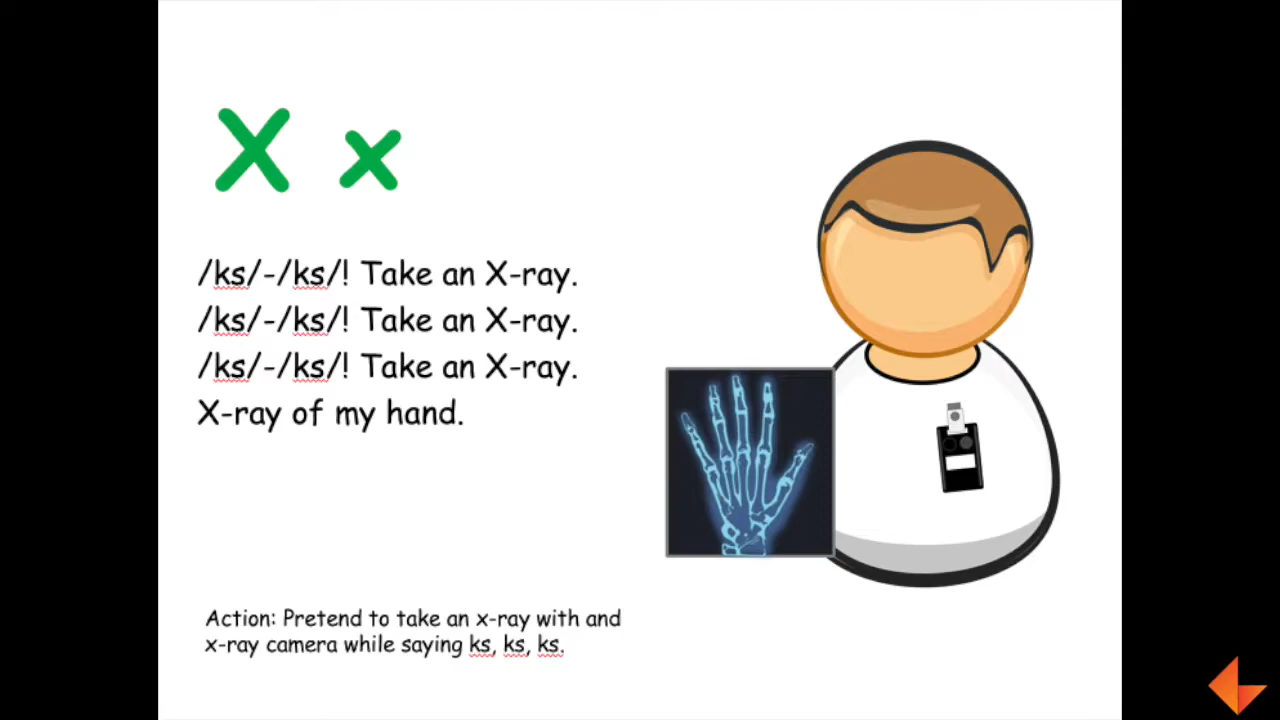 X x
/ks/-/ks/! Take an X-ray.
/ks/-/ks/! Take an X-ray.
/ks/-/ks/! Take an X-ray.
X-ray of my hand.
Action: Pretend to take an x-ray with and
x-ray camera while saying ks, ks, ks.